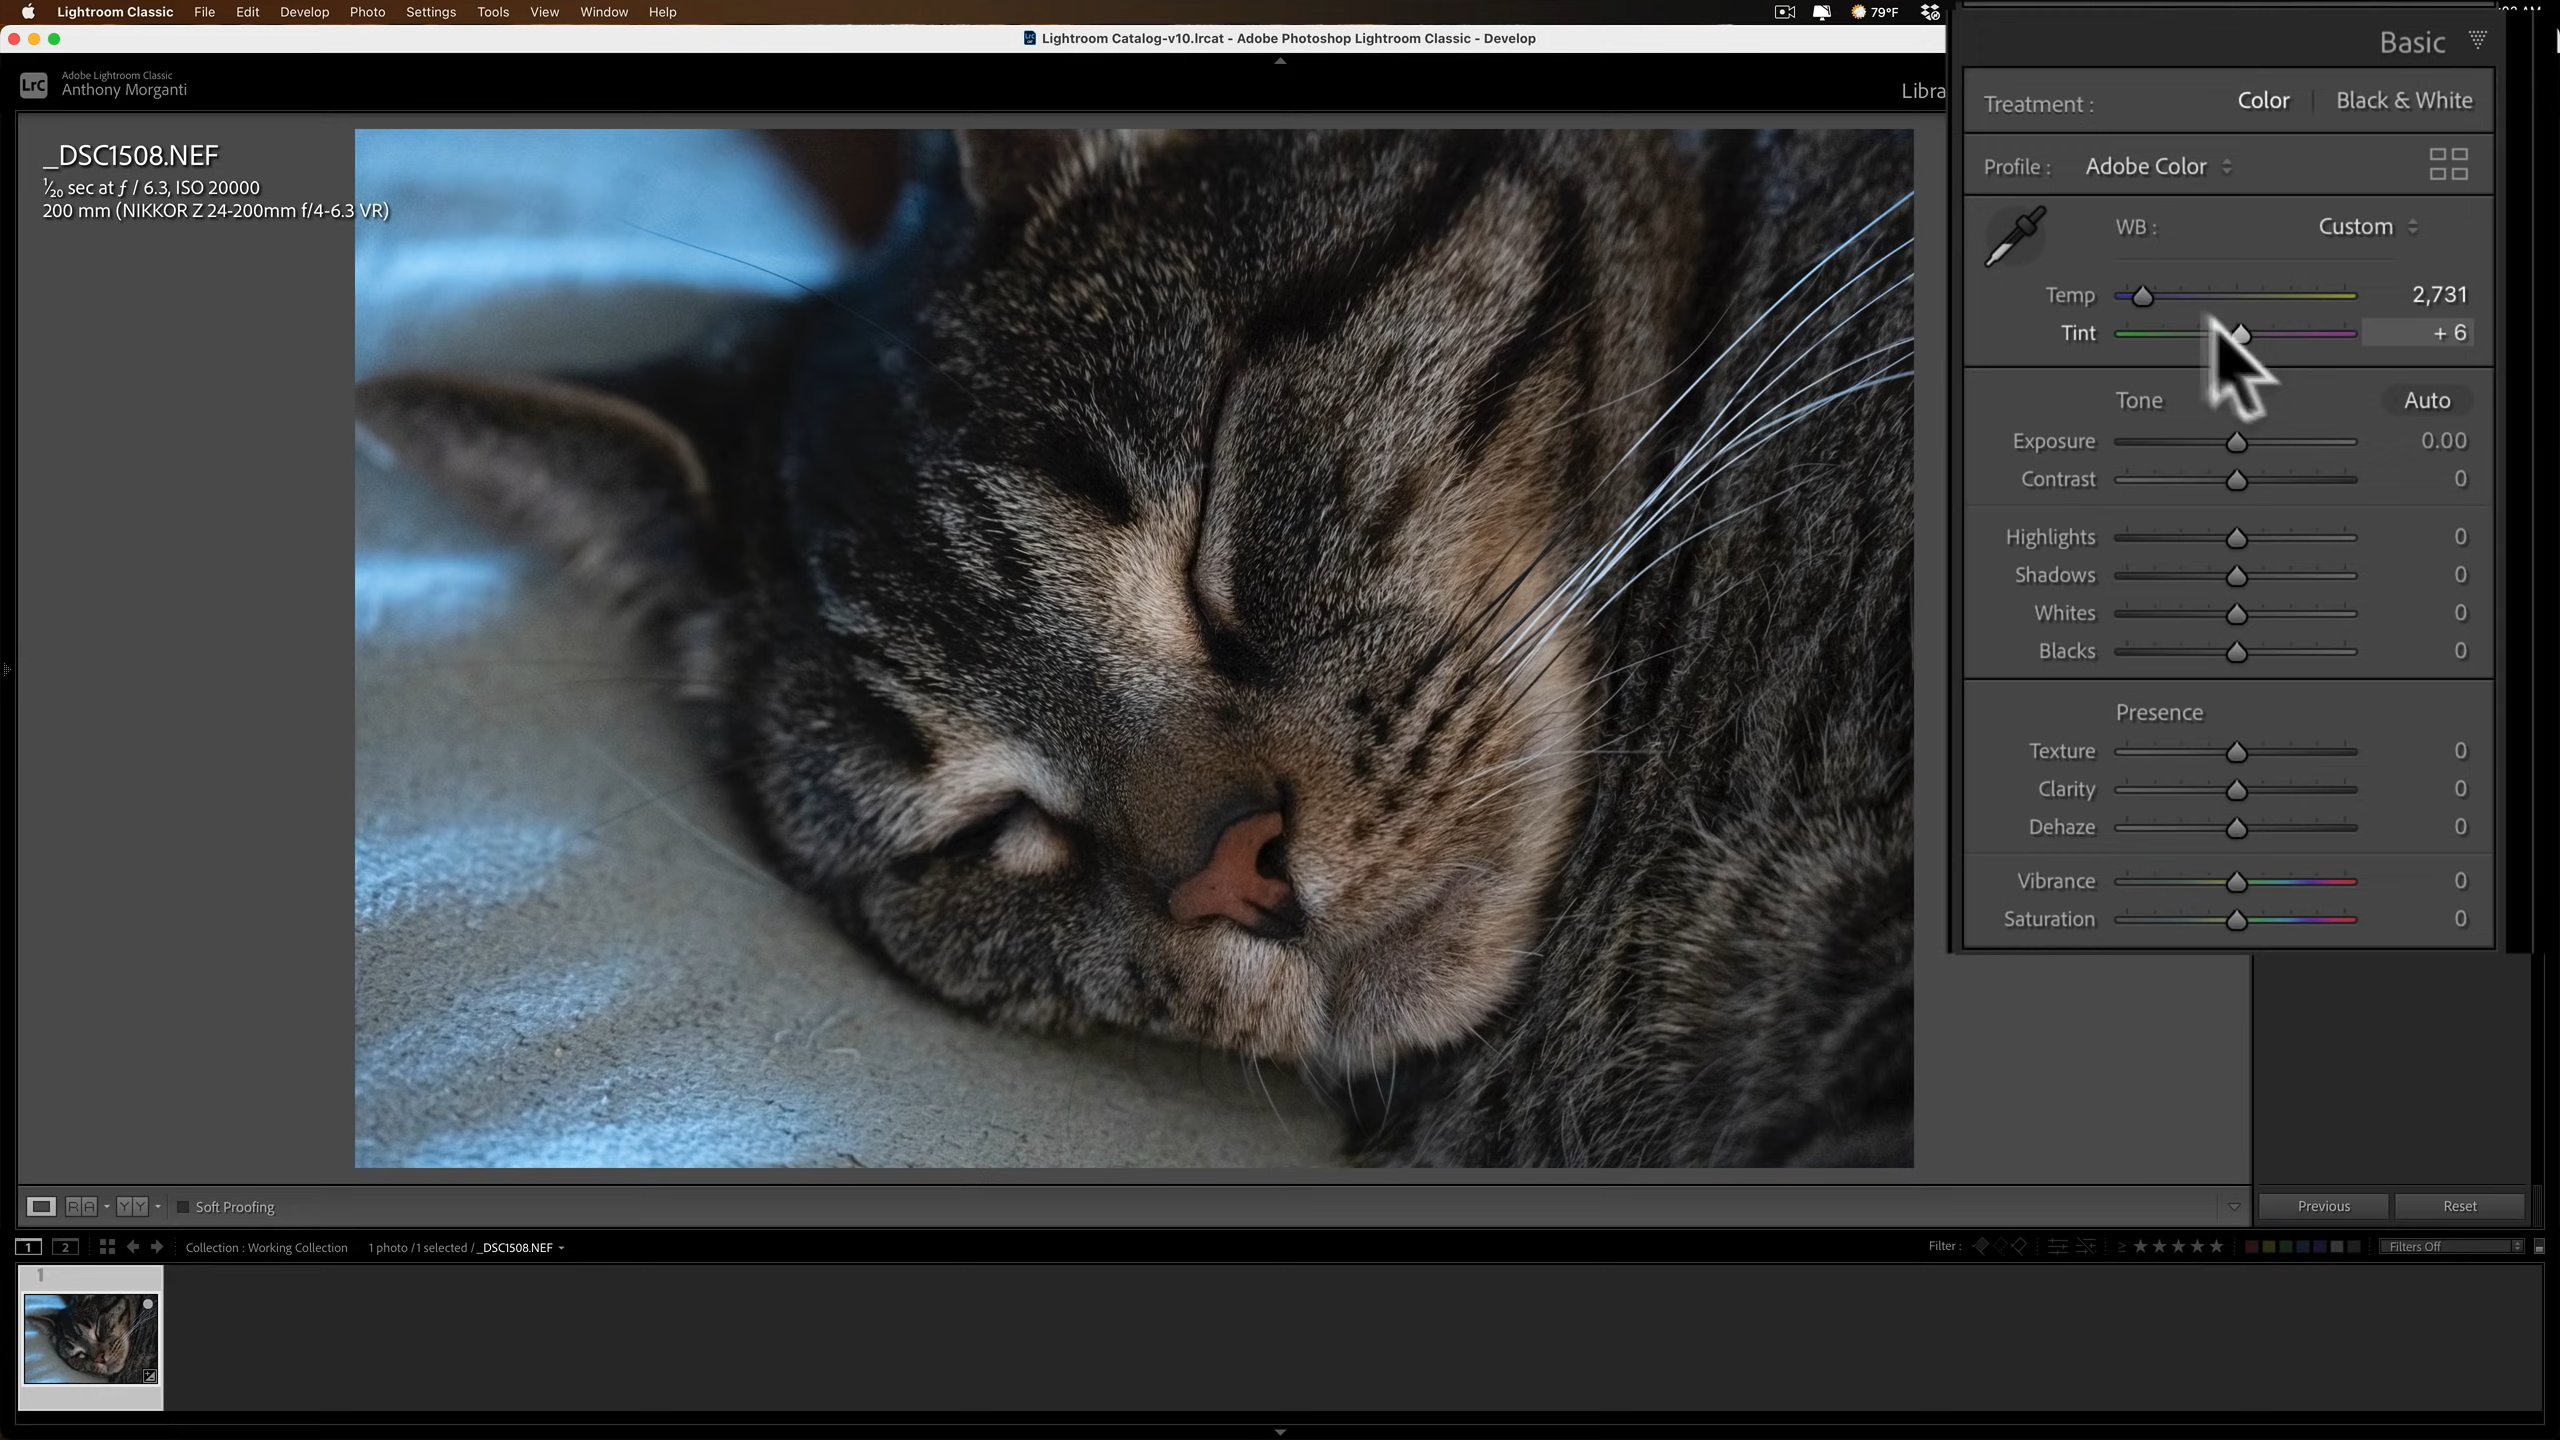 Lightroom Classic File Edit Develop Photo Settings Tools View Window Help 79°F
Lightroom Catalog-v10.lrcat - Adobe Photoshop Lightroom Classic - Develop
LrC
Adobe Lightroom Classic
Anthony Morganti
Libra
_DSC1508.NEF
1/20 sec at ƒ / 6.3, ISO 20000
200 mm (NIKKOR Z 24-200mm f/4-6.3 VR)
Basic
Treatment : Color Black & White
Profile : Adobe Color
WB : Custom
Temp 2,731
Tint + 6
Tone Auto
Exposure 0.00
Contrast 0
Highlights 0
Shadows 0
Whites 0
Blacks 0
Presence
Texture 0
Clarity 0
Dehaze 0
Vibrance 0
Saturation 0
R A Y Y Soft Proofing
Previous Reset
1 2 Collection : Working Collection 1 photo / 1 selected / _DSC1508.NEF Filter : ≥ ★★★★★ Filters Off
1